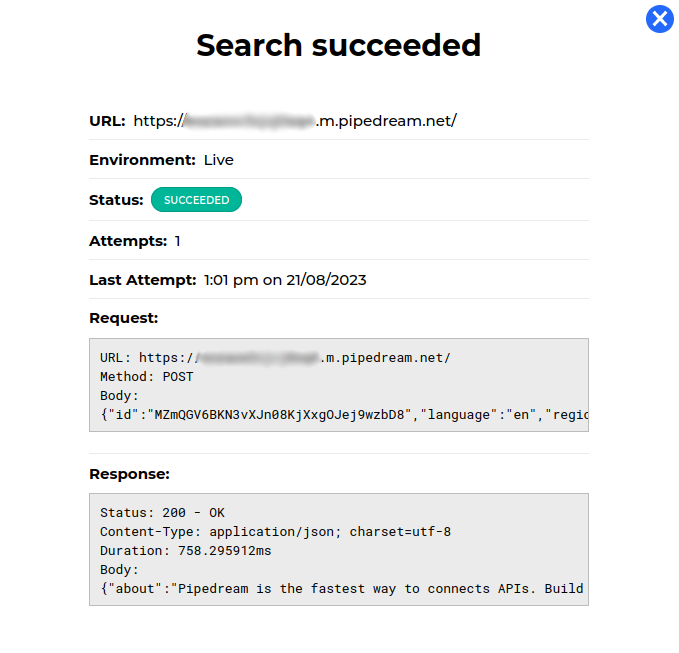 Search succeeded
URL: https://.m.pipedream.net/
Environment: Live
Status: SUCCEEDED
Attempts: 1
Last Attempt: 1:01 pm on 21/08/2023
Request:
URL: https://.m.pipedream.net/
Method: POST
Body:
{"id":"MZmQGV6BKN3vXJn08KjXxgOJej9wzbD8","language":"en","regio
Response:
Status: 200 - OK
Content-Type: application/json; charset=utf-8
Duration: 758.295912ms
Body:
{"about":"Pipedream is the fastest way to connects APIs. Build